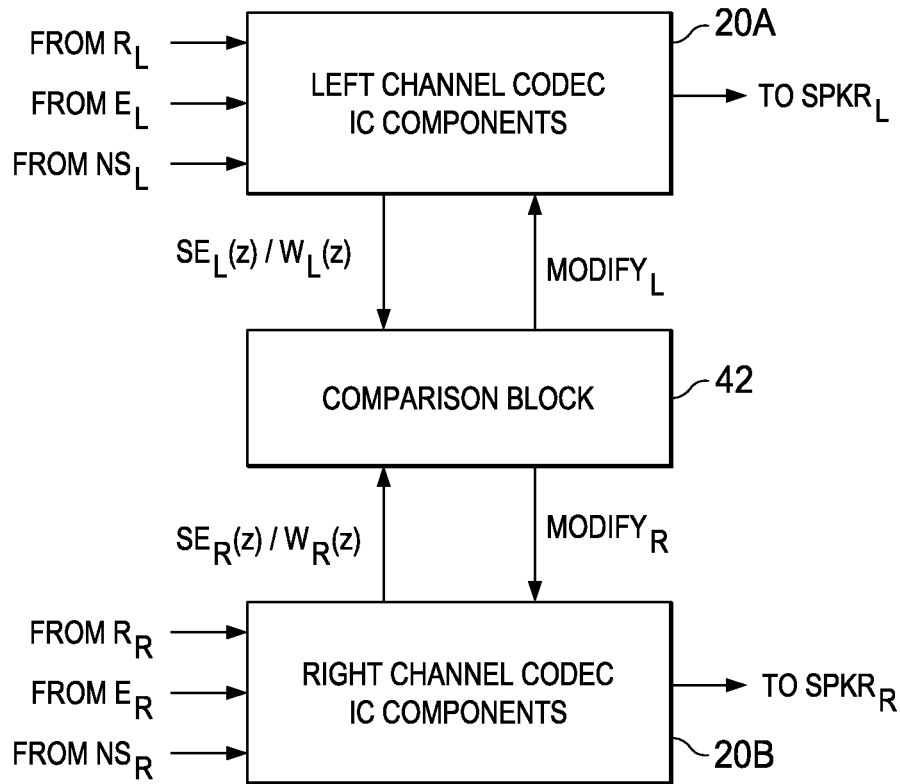 20A
FROM R_L
FROM E_L
FROM NS_L
LEFT CHANNEL CODEC
IC COMPONENTS
TO SPKR_L
SE_L(z) / W_L(z)
MODIFY_L
COMPARISON BLOCK
42
SE_R(z) / W_R(z)
MODIFY_R
FROM R_R
FROM E_R
FROM NS_R
RIGHT CHANNEL CODEC
IC COMPONENTS
TO SPKR_R
20B